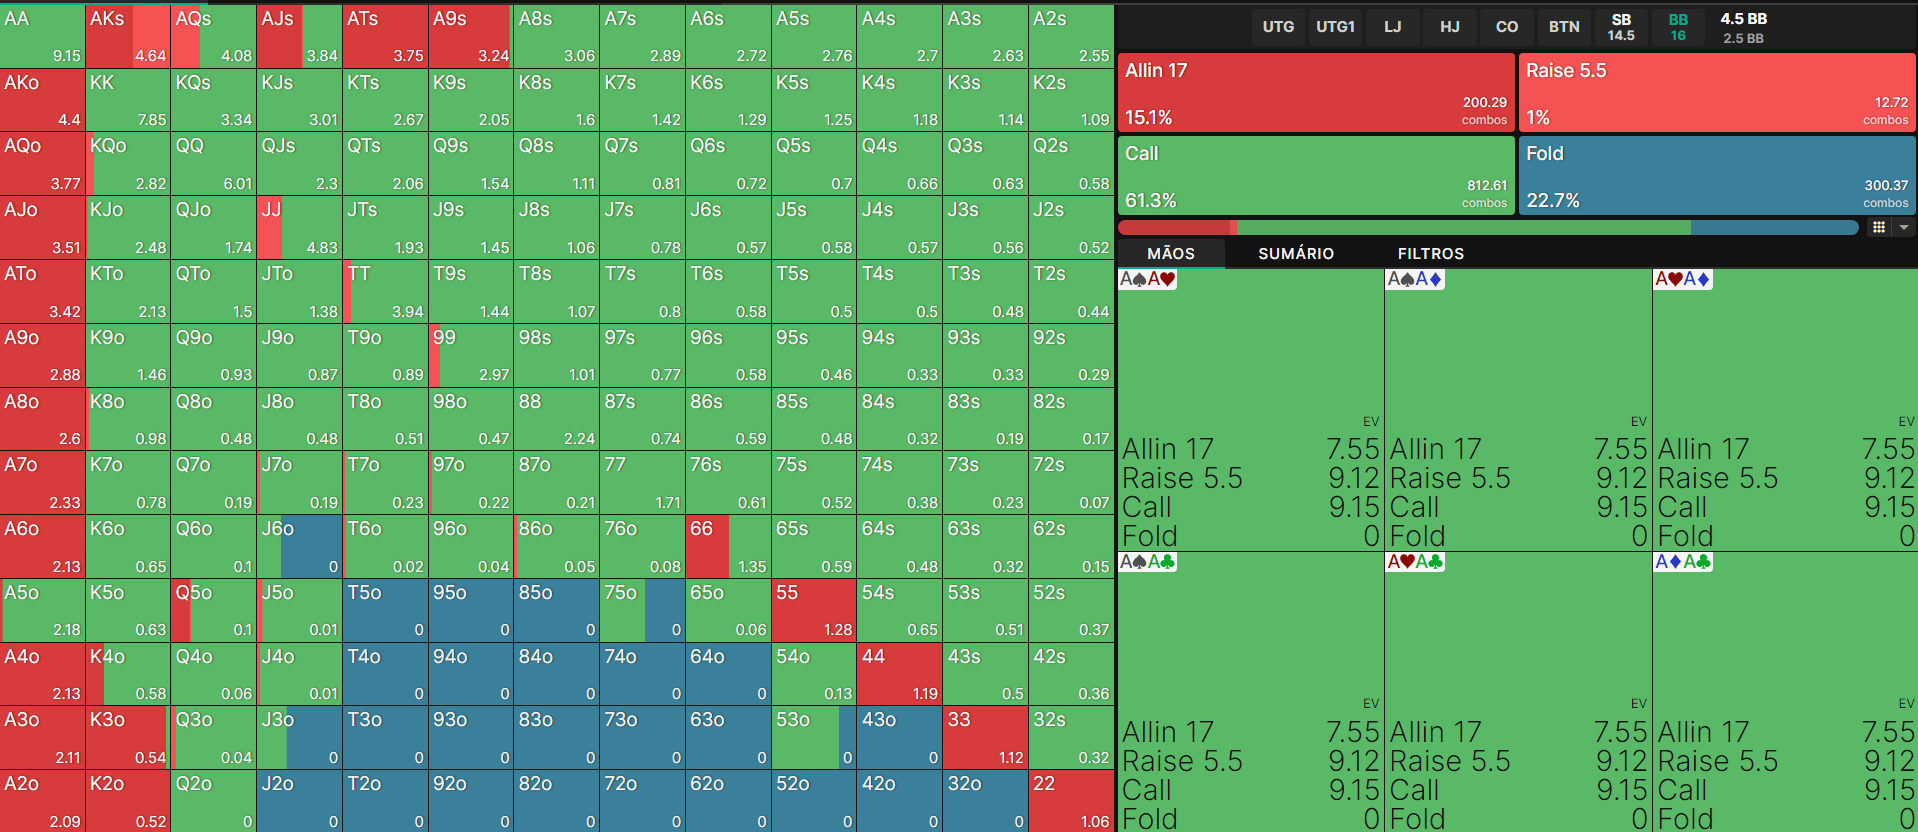 AA AKs AQs AJs ATs A9s A8s A7s A6s A5s A4s A3s A2s
9.15 4.64 4.08 3.84 3.75 3.24 3.06 2.89 2.72 2.76 2.7 2.63 2.55
AKo KK KQs KJs KTs K9s K8s K7s K6s K5s K4s K3s K2s
4.4 7.85 3.34 3.01 2.67 2.05 1.6 1.42 1.29 1.25 1.18 1.14 1.09
AQo KQo QQ QJs QTs Q9s Q8s Q7s Q6s Q5s Q4s Q3s Q2s
3.77 2.82 6.01 2.3 2.06 1.54 1.11 0.81 0.72 0.7 0.66 0.63 0.58
AJo KJo QJo JJ JTs J9s J8s J7s J6s J5s J4s J3s J2s
3.51 2.48 1.74 4.83 1.93 1.45 1.06 0.78 0.57 0.58 0.57 0.56 0.52
ATo KTo QTo JTo TT T9s T8s T7s T6s T5s T4s T3s T2s
3.42 2.13 1.5 1.38 3.94 1.44 1.07 0.8 0.58 0.5 0.5 0.48 0.44
A9o K9o Q9o J9o T9o 99 98s 97s 96s 95s 94s 93s 92s
2.88 1.46 0.93 0.87 0.89 2.97 1.01 0.77 0.58 0.46 0.33 0.33 0.29
A8o K8o Q8o J8o T8o 98o 88 87s 86s 85s 84s 83s 82s
2.6 0.98 0.48 0.48 0.51 0.47 2.24 0.74 0.59 0.48 0.32 0.19 0.17
A7o K7o Q7o J7o T7o 97o 87o 77 76s 75s 74s 73s 72s
2.33 0.78 0.19 0.19 0.23 0.22 0.21 1.71 0.61 0.52 0.38 0.23 0.07
A6o K6o Q6o J6o T6o 96o 86o 76o 66 65s 64s 63s 62s
2.13 0.65 0.1 0 0.02 0.04 0.05 0.08 1.35 0.59 0.48 0.32 0.15
A5o K5o Q5o J5o T5o 95o 85o 75o 65o 55 54s 53s 52s
2.18 0.63 0.1 0.01 0 0 0 0 0.06 1.28 0.65 0.51 0.37
A4o K4o Q4o J4o T4o 94o 84o 74o 64o 54o 44 43s 42s
2.13 0.58 0.06 0.01 0 0 0 0 0 0.13 1.19 0.5 0.36
A3o K3o Q3o J3o T3o 93o 83o 73o 63o 53o 43o 33 32s
2.11 0.54 0.04 0 0 0 0 0 0 0 0 1.12 0.32
A2o K2o Q2o J2o T2o 92o 82o 72o 62o 52o 42o 32o 22
2.09 0.52 0 0 0 0 0 0 0 0 0 0 1.06
UTG UTG1 LJ HJ CO BTN SB BB 4.5 BB
14.5 16 2.5 BB
Allin 17 Raise 5.5
200.29 12.72
15.1% combos 1% combos
Call Fold
812.61 300.37
61.3% combos 22.7% combos
MÃOS SUMÁRIO FILTROS
A♠A♥ A♠A♦ A♥A♦
EV EV EV
Allin 17 7.55 Allin 17 7.55 Allin 17 7.55
Raise 5.5 9.12 Raise 5.5 9.12 Raise 5.5 9.12
Call 9.15 Call 9.15 Call 9.15
Fold 0 Fold 0 Fold 0
A♠A♣ A♥A♣ A♦A♣
EV EV EV
Allin 17 7.55 Allin 17 7.55 Allin 17 7.55
Raise 5.5 9.12 Raise 5.5 9.12 Raise 5.5 9.12
Call 9.15 Call 9.15 Call 9.15
Fold 0 Fold 0 Fold 0